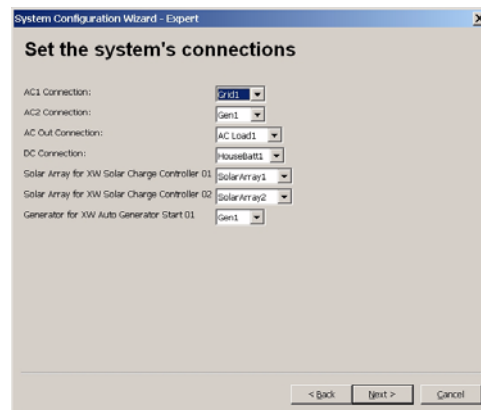 System Configuration Wizard - Expert
Set the system's connections
AC1 Connection: Grid1
AC2 Connection: Gen1
AC Out Connection: AC Load1
DC Connection: HouseBatt1
Solar Array for XW Solar Charge Controller 01 SolarArray1
Solar Array for XW Solar Charge Controller 02 SolarArray2
Generator for XW Auto Generator Start 01 Gen1
< Back Next > Cancel